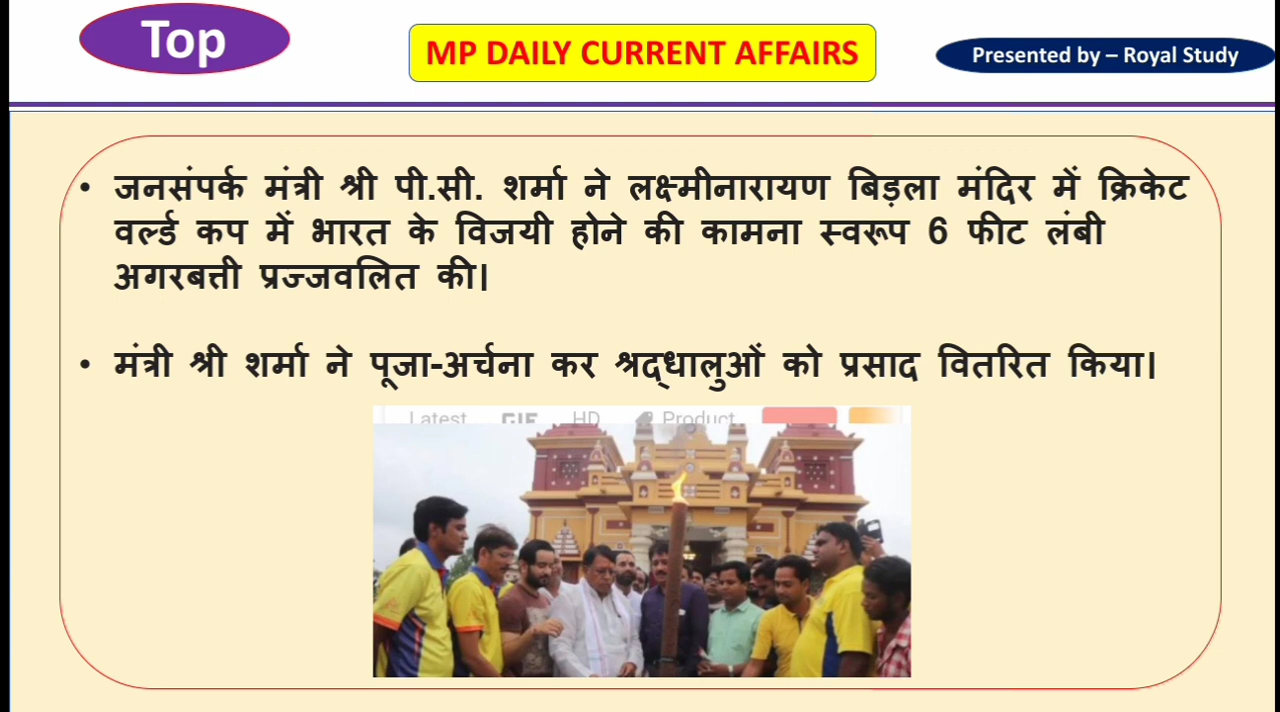 Top
MP DAILY CURRENT AFFAIRS
Presented by – Royal Study
• जनसंपर्क मंत्री श्री पी.सी. शर्मा ने लक्ष्मीनारायण बिड़ला मंदिर में क्रिकेट
वर्ल्ड कप में भारत के विजयी होने की कामना स्वरूप 6 फीट लंबी
अगरबत्ती प्रज्जवलित की।
• मंत्री श्री शर्मा ने पूजा-अर्चना कर श्रद्धालुओं को प्रसाद वितरित किया।
Latest GIF HD Product